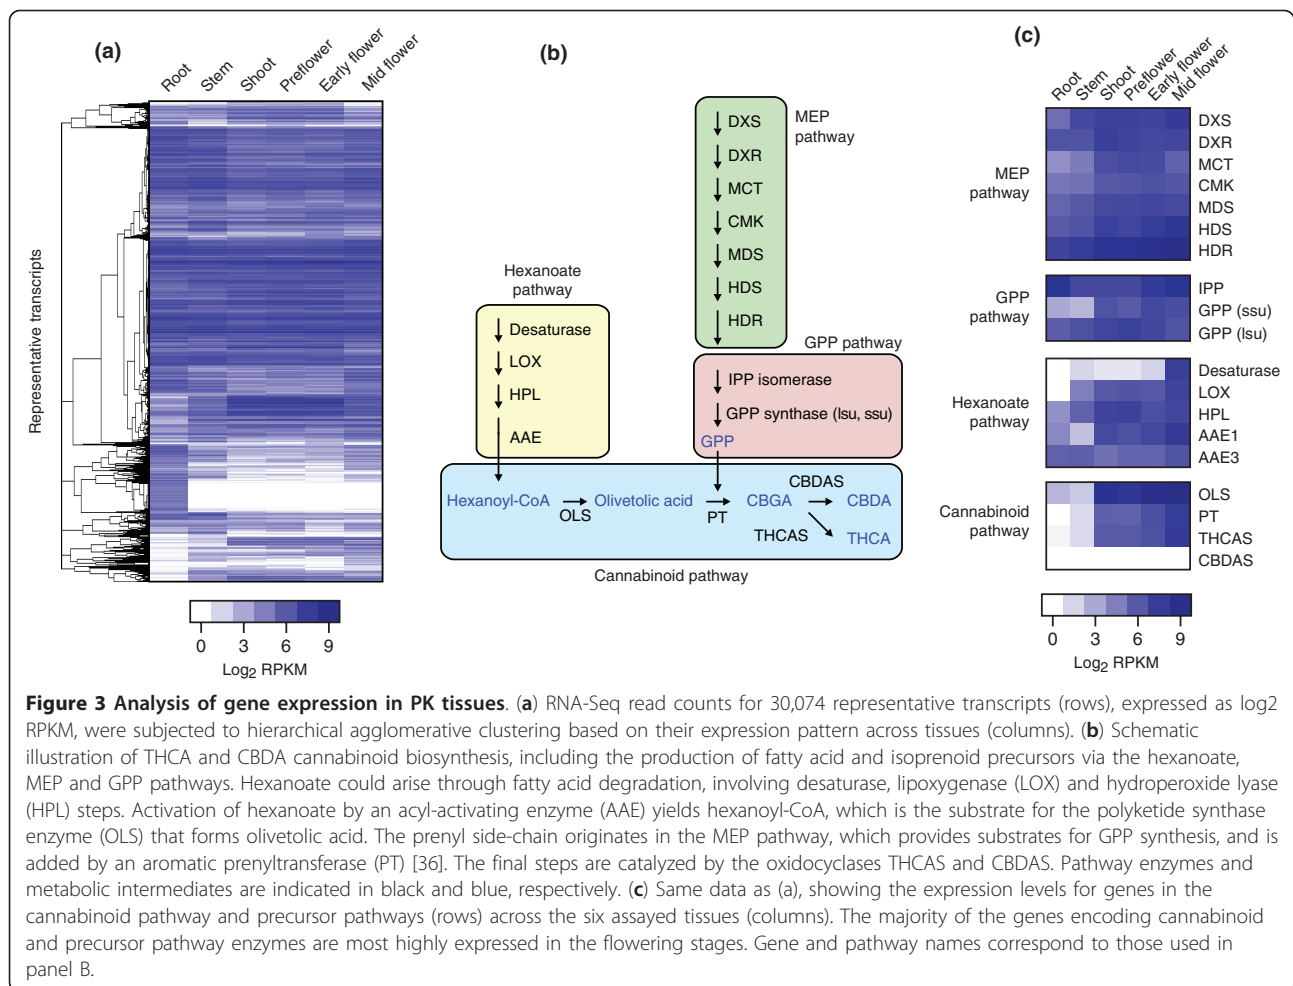 (a)
Root
Stem
Shoot
Preflower
Early flower
Mid flower
Representative transcripts
0 3 6 9
Log2 RPKM
(b)
MEP
pathway
DXS
DXR
MCT
CMK
MDS
HDS
HDR
Hexanoate
pathway
Desaturase
LOX
HPL
AAE
GPP pathway
IPP isomerase
GPP synthase (lsu, ssu)
GPP
Hexanoyl-CoA
OLS
Olivetolic acid
PT
CBGA
CBDAS
CBDA
THCAS
THCA
Cannabinoid pathway
(c)
Root
Stem
Shoot
Preflower
Early flower
Mid flower
MEP
pathway
DXS
DXR
MCT
CMK
MDS
HDS
HDR
GPP
pathway
IPP
GPP (ssu)
GPP (lsu)
Hexanoate
pathway
Desaturase
LOX
HPL
AAE1
AAE3
Cannabinoid
pathway
OLS
PT
THCAS
CBDAS
0 3 6 9
Log2 RPKM
Figure 3 Analysis of gene expression in PK tissues. (a) RNA-Seq read counts for 30,074 representative transcripts (rows), expressed as log2
RPKM, were subjected to hierarchical agglomerative clustering based on their expression pattern across tissues (columns). (b) Schematic
illustration of THCA and CBDA cannabinoid biosynthesis, including the production of fatty acid and isoprenoid precursors via the hexanoate,
MEP and GPP pathways. Hexanoate could arise through fatty acid degradation, involving desaturase, lipoxygenase (LOX) and hydroperoxide lyase
(HPL) steps. Activation of hexanoate by an acyl-activating enzyme (AAE) yields hexanoyl-CoA, which is the substrate for the polyketide synthase
enzyme (OLS) that forms olivetolic acid. The prenyl side-chain originates in the MEP pathway, which provides substrates for GPP synthesis, and is
added by an aromatic prenyltransferase (PT) [36]. The final steps are catalyzed by the oxidocyclases THCAS and CBDAS. Pathway enzymes and
metabolic intermediates are indicated in black and blue, respectively. (c) Same data as (a), showing the expression levels for genes in the
cannabinoid pathway and precursor pathways (rows) across the six assayed tissues (columns). The majority of the genes encoding cannabinoid
and precursor pathway enzymes are most highly expressed in the flowering stages. Gene and pathway names correspond to those used in
panel B.